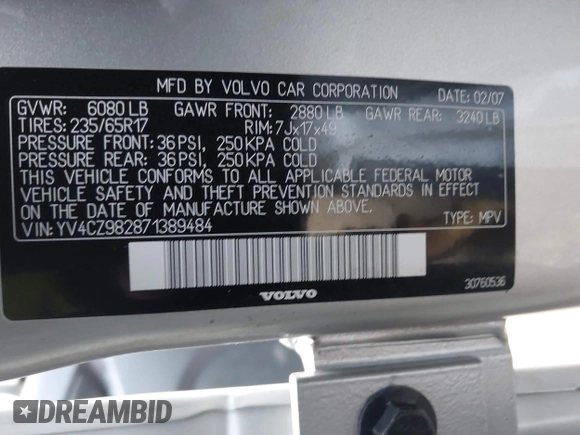 MFD BY VOLVO CAR CORPORATION DATE: 02/07
GVWR: 6080 LB GAWR FRONT: 2880 LB GAWR REAR: 3240 LB
TIRES: 235/65R17 RIM: 7Jx17x49
PRESSURE FRONT: 36 PSI, 250 KPA COLD
PRESSURE REAR: 36 PSI, 250 KPA COLD
THIS VEHICLE CONFORMS TO ALL APPLICABLE FEDERAL MOTOR
VEHICLE SAFETY AND THEFT PREVENTION STANDARDS IN EFFECT
ON THE DATE OF MANUFACTURE SHOWN ABOVE.
VIN: YV4CZ982871389484 TYPE: MPV
VOLVO 30760536
DREAMBID